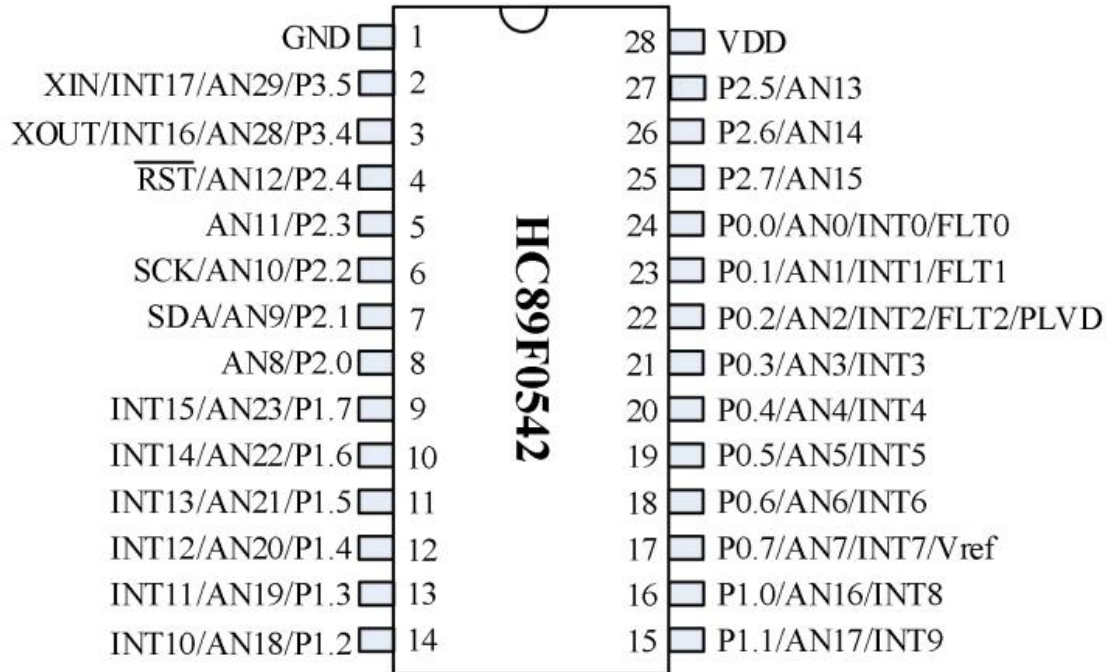 GND 1 28 VDD
XIN/INT17/AN29/P3.5 2 27 P2.5/AN13
XOUT/INT16/AN28/P3.4 3 26 P2.6/AN14
RST/AN12/P2.4 4 25 P2.7/AN15
AN11/P2.3 5 24 P0.0/AN0/INT0/FLT0
SCK/AN10/P2.2 6 23 P0.1/AN1/INT1/FLT1
SDA/AN9/P2.1 7 22 P0.2/AN2/INT2/FLT2/PLVD
AN8/P2.0 8 21 P0.3/AN3/INT3
INT15/AN23/P1.7 9 20 P0.4/AN4/INT4
INT14/AN22/P1.6 10 19 P0.5/AN5/INT5
INT13/AN21/P1.5 11 18 P0.6/AN6/INT6
INT12/AN20/P1.4 12 17 P0.7/AN7/INT7/Vref
INT11/AN19/P1.3 13 16 P1.0/AN16/INT8
INT10/AN18/P1.2 14 15 P1.1/AN17/INT9
HC89F0542